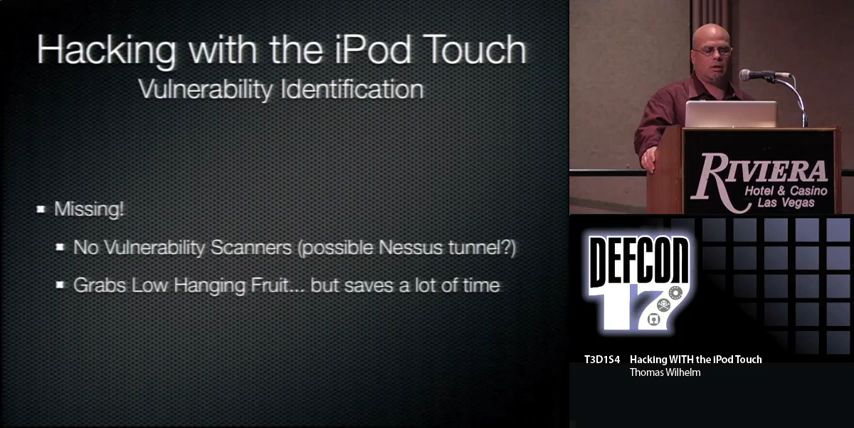 Hacking with the iPod Touch
Vulnerability Identification
Missing!
No Vulnerability Scanners (possible Nessus tunnel?)
Grabs Low Hanging Fruit... but saves a lot of time
RIVIERA
Hotel & Casino
Las Vegas
DEFCON
17
T3D1S4 Hacking WITH the iPod Touch
Thomas Wilhelm